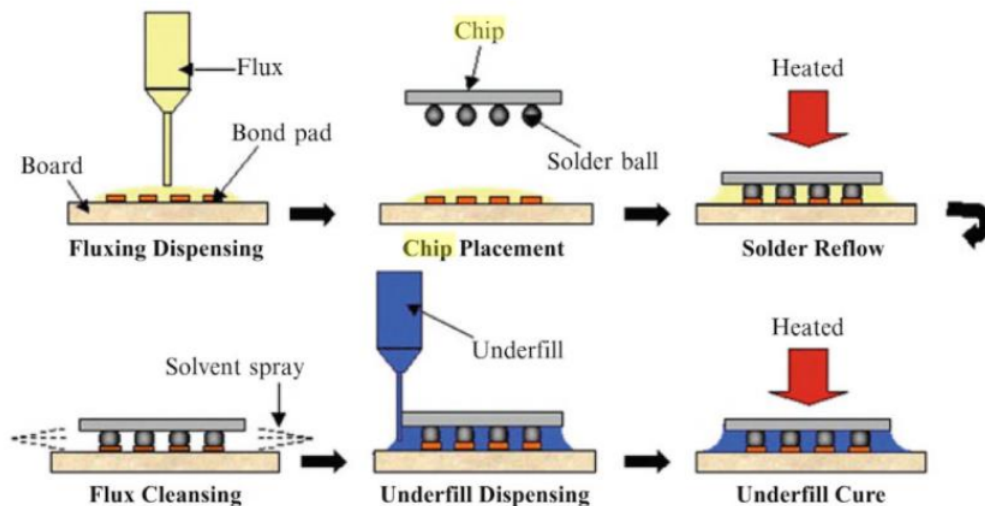 Chip
Flux
Heated
Bond pad
Solder ball
Board
Fluxing Dispensing
Chip Placement
Solder Reflow
Underfill
Heated
Solvent spray
Flux Cleansing
Underfill Dispensing
Underfill Cure